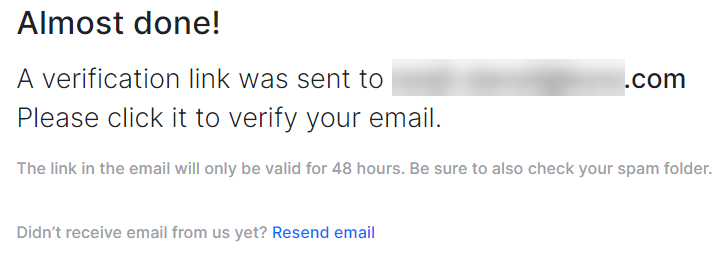 Almost done!
A verification link was sent to .com
Please click it to verify your email.
The link in the email will only be valid for 48 hours. Be sure to also check your spam folder.
Didn’t receive email from us yet? Resend email